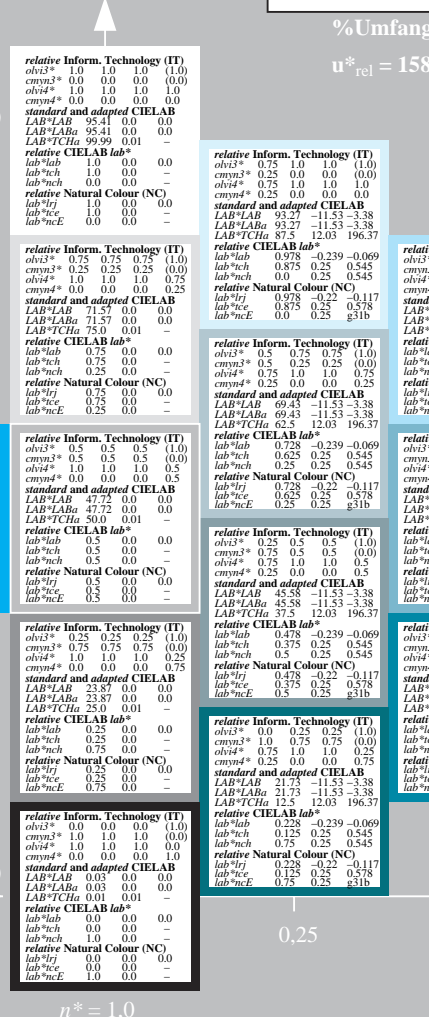 %Umfang
u*rel = 158
relative Inform. Technology (IT)
olvi3* 1.0 1.0 1.0 (1.0)
cmyn3* 0.0 0.0 0.0 (0.0)
olvi4* 1.0 1.0 1.0 1.0
cmyn4* 0.0 0.0 0.0 0.0
standard and adapted CIELAB
LAB*LAB 95.41 0.0 0.0
LAB*LABa 95.41 0.0 0.0
LAB*TCHa 99.99 0.01 –
relative CIELAB lab*
lab*lab 1.0 0.0 0.0
lab*tch 1.0 0.0 –
lab*nch 0.0 0.0 –
relative Natural Colour (NC)
lab*lrj 1.0 0.0 0.0
lab*tce 1.0 0.0 –
lab*ncE 0.0 0.0 –
relative Inform. Technology (IT)
olvi3* 0.75 0.75 0.75 (1.0)
cmyn3* 0.25 0.25 0.25 (0.0)
olvi4* 1.0 1.0 1.0 0.75
cmyn4* 0.0 0.0 0.0 0.25
standard and adapted CIELAB
LAB*LAB 71.57 0.0 0.0
LAB*LABa 71.57 0.0 0.0
LAB*TCHa 75.0 0.01 –
relative CIELAB lab*
lab*lab 0.75 0.0 0.0
lab*tch 0.75 0.0 –
lab*nch 0.25 0.0 –
relative Natural Colour (NC)
lab*lrj 0.75 0.0 0.0
lab*tce 0.75 0.0 –
lab*ncE 0.25 0.0 –
relative Inform. Technology (IT)
olvi3* 0.5 0.5 0.5 (1.0)
cmyn3* 0.5 0.5 0.5 (0.0)
olvi4* 1.0 1.0 1.0 0.5
cmyn4* 0.0 0.0 0.0 0.5
standard and adapted CIELAB
LAB*LAB 47.72 0.0 0.0
LAB*LABa 47.72 0.0 0.0
LAB*TCHa 50.0 0.01 –
relative CIELAB lab*
lab*lab 0.5 0.0 0.0
lab*tch 0.5 0.0 –
lab*nch 0.5 0.0 –
relative Natural Colour (NC)
lab*lrj 0.5 0.0 0.0
lab*tce 0.5 0.0 –
lab*ncE 0.5 0.0 –
relative Inform. Technology (IT)
olvi3* 0.25 0.25 0.25 (1.0)
cmyn3* 0.75 0.75 0.75 (0.0)
olvi4* 1.0 1.0 1.0 0.25
cmyn4* 0.0 0.0 0.0 0.75
standard and adapted CIELAB
LAB*LAB 23.87 0.0 0.0
LAB*LABa 23.87 0.0 0.0
LAB*TCHa 25.0 0.01 –
relative CIELAB lab*
lab*lab 0.25 0.0 0.0
lab*tch 0.25 0.0 –
lab*nch 0.75 0.0 –
relative Natural Colour (NC)
lab*lrj 0.25 0.0 0.0
lab*tce 0.25 0.0 –
lab*ncE 0.75 0.0 –
relative Inform. Technology (IT)
olvi3* 0.0 0.0 0.0 (1.0)
cmyn3* 1.0 1.0 1.0 (0.0)
olvi4* 1.0 1.0 1.0 0.0
cmyn4* 0.0 0.0 0.0 1.0
standard and adapted CIELAB
LAB*LAB 0.03 0.0 0.0
LAB*LABa 0.03 0.0 0.0
LAB*TCHa 0.01 0.01 –
relative CIELAB lab*
lab*lab 0.0 0.0 0.0
lab*tch 0.0 0.0 –
lab*nch 1.0 0.0 –
relative Natural Colour (NC)
lab*lrj 0.0 0.0 0.0
lab*tce 0.0 0.0 –
lab*ncE 1.0 0.0 –
n* = 1,0
relative Inform. Technology (IT)
olvi3* 0.75 1.0 1.0 (1.0)
cmyn3* 0.25 0.0 0.0 (0.0)
olvi4* 0.75 1.0 1.0 1.0
cmyn4* 0.25 0.0 0.0 0.0
standard and adapted CIELAB
LAB*LAB 93.27 –11.53 –3.38
LAB*LABa 93.27 –11.53 –3.38
LAB*TCHa 87.5 12.03 196.37
relative CIELAB lab*
lab*lab 0.978 –0.239 –0.069
lab*tch 0.875 0.25 0.545
lab*nch 0.0 0.25 0.545
relative Natural Colour (NC)
lab*lrj 0.978 –0.22 –0.117
lab*tce 0.875 0.25 0.578
lab*ncE 0.0 0.25 g31b
relative Inform. Technology (IT)
olvi3* 0.5 0.75 0.75 (1.0)
cmyn3* 0.5 0.25 0.25 (0.0)
olvi4* 0.75 1.0 1.0 0.75
cmyn4* 0.25 0.0 0.0 0.25
standard and adapted CIELAB
LAB*LAB 69.43 –11.53 –3.38
LAB*LABa 69.43 –11.53 –3.38
LAB*TCHa 62.5 12.03 196.37
relative CIELAB lab*
lab*lab 0.728 –0.239 –0.069
lab*tch 0.625 0.25 0.545
lab*nch 0.25 0.25 0.545
relative Natural Colour (NC)
lab*lrj 0.728 –0.22 –0.117
lab*tce 0.625 0.25 0.578
lab*ncE 0.25 0.25 g31b
relative Inform. Technology (IT)
olvi3* 0.25 0.5 0.5 (1.0)
cmyn3* 0.75 0.5 0.5 (0.0)
olvi4* 0.75 1.0 1.0 0.5
cmyn4* 0.25 0.0 0.0 0.5
standard and adapted CIELAB
LAB*LAB 45.58 –11.53 –3.38
LAB*LABa 45.58 –11.53 –3.38
LAB*TCHa 37.5 12.03 196.37
relative CIELAB lab*
lab*lab 0.478 –0.239 –0.069
lab*tch 0.375 0.25 0.545
lab*nch 0.5 0.25 0.545
relative Natural Colour (NC)
lab*lrj 0.478 –0.22 –0.117
lab*tce 0.375 0.25 0.578
lab*ncE 0.5 0.25 g31b
relative Inform. Technology (IT)
olvi3* 0.0 0.25 0.25 (1.0)
cmyn3* 1.0 0.75 0.75 (0.0)
olvi4* 0.75 1.0 1.0 0.25
cmyn4* 0.25 0.0 0.0 0.75
standard and adapted CIELAB
LAB*LAB 21.73 –11.53 –3.38
LAB*LABa 21.73 –11.53 –3.38
LAB*TCHa 12.5 12.03 196.37
relative CIELAB lab*
lab*lab 0.228 –0.239 –0.069
lab*tch 0.125 0.25 0.545
lab*nch 0.75 0.25 0.545
relative Natural Colour (NC)
lab*lrj 0.228 –0.22 –0.117
lab*tce 0.125 0.25 0.578
lab*ncE 0.75 0.25 g31b
0,25